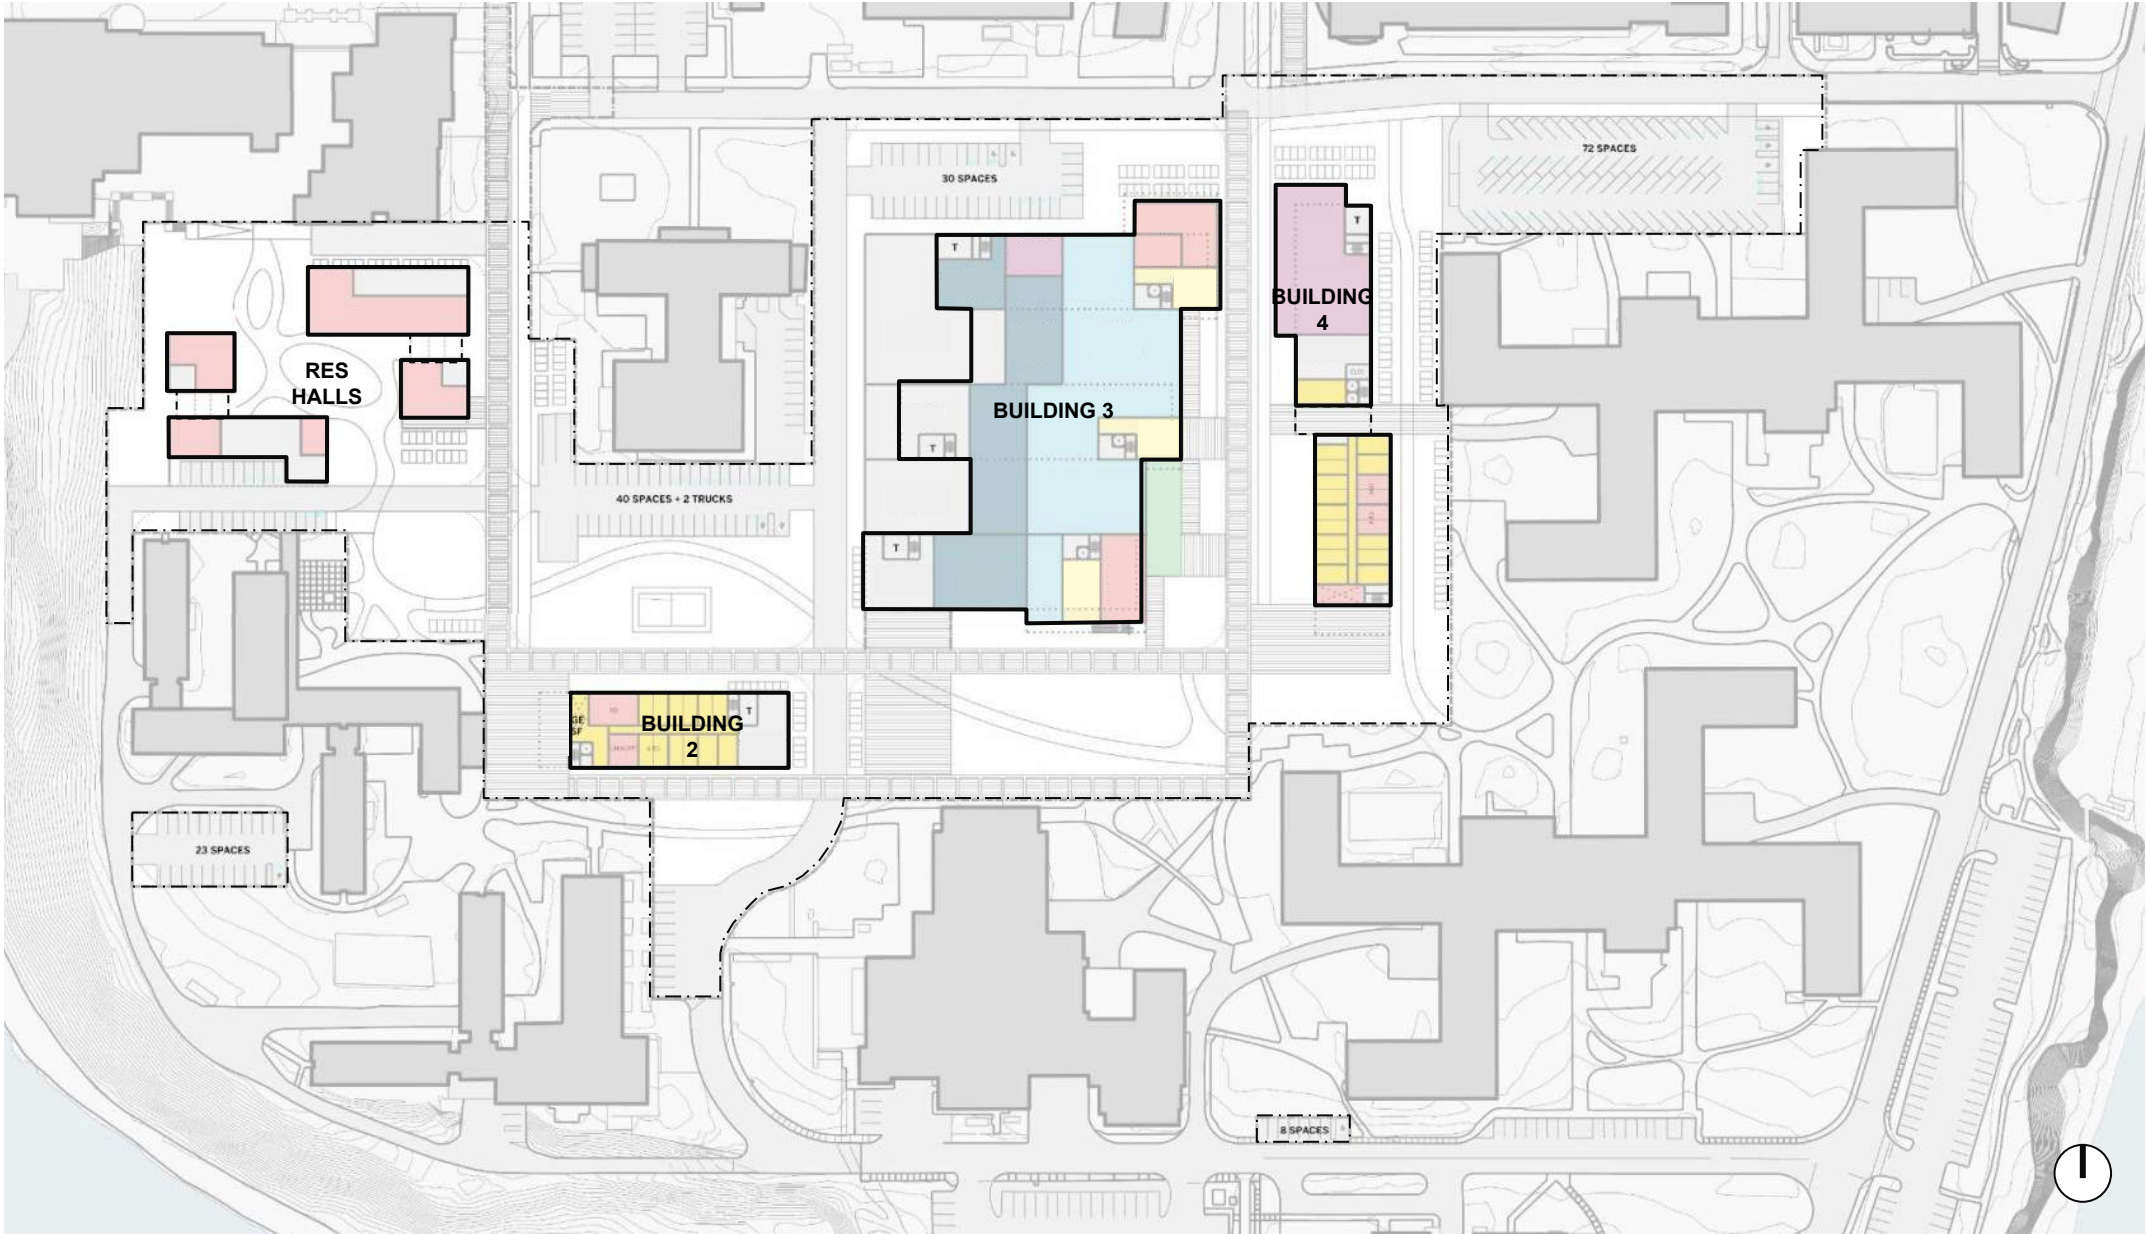 72 SPACES
30 SPACES
T
T
BUILDING
4
ELEC
RES
HALLS
BUILDING 3
T
40 SPACES + 2 TRUCKS
T
BUILDING
2
T
23 SPACES
8 SPACES